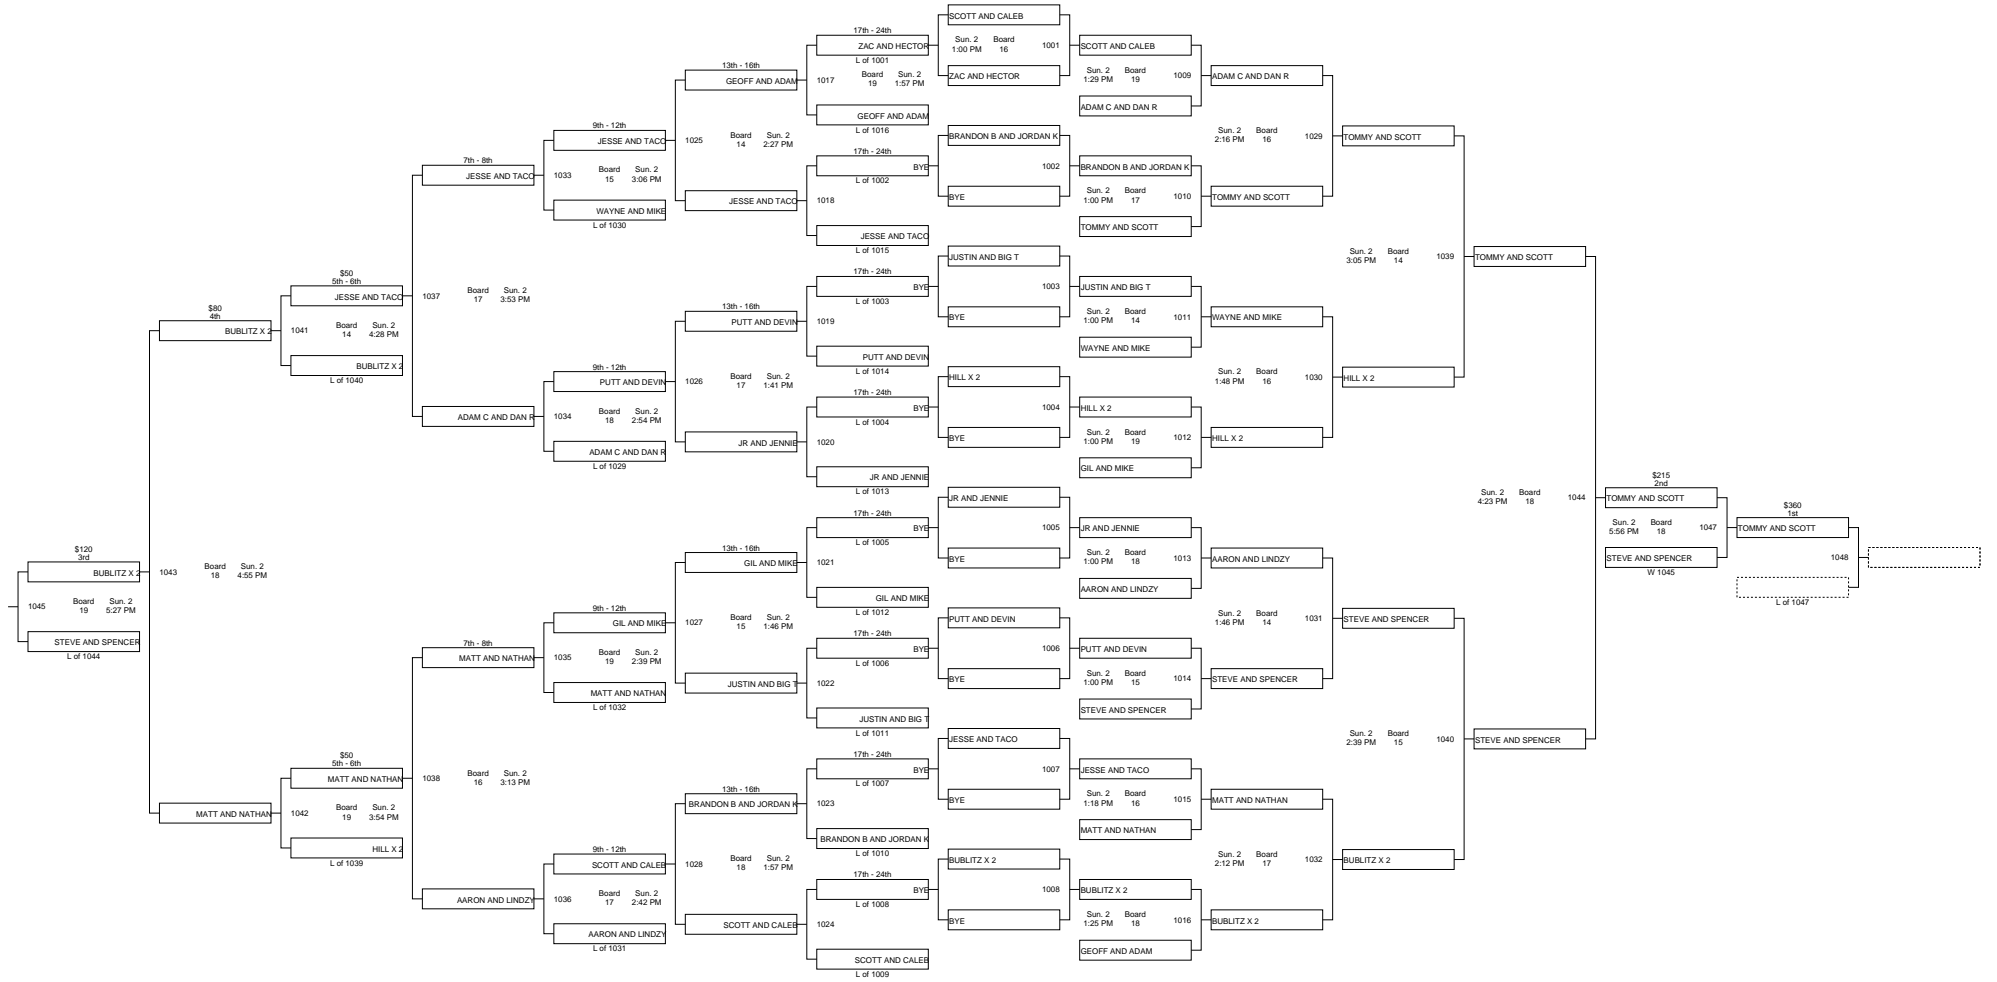 SCOTT AND CALEB
17th - 24th
ZAC AND HECTOR
L of 1001
Sun. 2 Board
1:00 PM 16
1001
SCOTT AND CALEB
13th - 16th
GEOFF AND ADAM
1017
Board Sun. 2
19 1:57 PM
ZAC AND HECTOR
Sun. 2 Board
1:29 PM 19
1009
ADAM C AND DAN R
GEOFF AND ADAM
L of 1016
ADAM C AND DAN R
9th - 12th
JESSE AND TACO
1025
Board Sun. 2
14 2:27 PM
BRANDON B AND JORDAN K
Sun. 2 Board
2:16 PM 16
1029
TOMMY AND SCOTT
17th - 24th
BYE
L of 1002
1002
BRANDON B AND JORDAN K
7th - 8th
JESSE AND TACO
1033
Board Sun. 2
15 3:06 PM
JESSE AND TACO
1018
BYE
Sun. 2 Board
1:00 PM 17
1010
TOMMY AND SCOTT
WAYNE AND MIKE
L of 1030
JESSE AND TACO
L of 1015
TOMMY AND SCOTT
JUSTIN AND BIG T
Sun. 2 Board
3:05 PM 14
1039
TOMMY AND SCOTT
$50
5th - 6th
JESSE AND TACO
1037
Board Sun. 2
17 3:53 PM
17th - 24th
BYE
L of 1003
1003
JUSTIN AND BIG T
$80
4th
BUBLITZ X 2
1041
Board Sun. 2
14 4:28 PM
13th - 16th
PUTT AND DEVIN
1019
BYE
Sun. 2 Board
1:00 PM 14
1011
WAYNE AND MIKE
BUBLITZ X 2
L of 1040
PUTT AND DEVIN
L of 1014
WAYNE AND MIKE
9th - 12th
PUTT AND DEVIN
1026
Board Sun. 2
17 1:41 PM
HILL X 2
Sun. 2 Board
1:48 PM 16
1030
HILL X 2
ADAM C AND DAN R
1034
Board Sun. 2
18 2:54 PM
17th - 24th
BYE
L of 1004
1004
HILL X 2
JR AND JENNIE
1020
BYE
Sun. 2 Board
1:00 PM 19
1012
HILL X 2
ADAM C AND DAN R
L of 1029
JR AND JENNIE
L of 1013
GIL AND MIKE
JR AND JENNIE
Sun. 2 Board
4:23 PM 18
1044
$215
2nd
TOMMY AND SCOTT
17th - 24th
BYE
L of 1005
1005
JR AND JENNIE
Sun. 2 Board
5:56 PM 18
1047
$360
1st
TOMMY AND SCOTT
$120
3rd
BUBLITZ X 2
1043
Board Sun. 2
18 4:55 PM
13th - 16th
GIL AND MIKE
1021
BYE
Sun. 2 Board
1:00 PM 18
1013
AARON AND LINDZY
STEVE AND SPENCER
W 1045
1048
1045
Board Sun. 2
19 5:27 PM
GIL AND MIKE
L of 1012
AARON AND LINDZY
L of 1047
STEVE AND SPENCER
L of 1044
9th - 12th
GIL AND MIKE
1027
Board Sun. 2
15 1:46 PM
PUTT AND DEVIN
Sun. 2 Board
1:46 PM 14
1031
STEVE AND SPENCER
7th - 8th
MATT AND NATHAN
1035
Board Sun. 2
19 2:39 PM
17th - 24th
BYE
L of 1006
1006
PUTT AND DEVIN
JUSTIN AND BIG T
1022
BYE
Sun. 2 Board
1:00 PM 15
1014
STEVE AND SPENCER
MATT AND NATHAN
L of 1032
JUSTIN AND BIG T
L of 1011
STEVE AND SPENCER
JESSE AND TACO
Sun. 2 Board
2:39 PM 15
1040
STEVE AND SPENCER
$50
5th - 6th
MATT AND NATHAN
1038
Board Sun. 2
16 3:13 PM
17th - 24th
BYE
L of 1007
1007
JESSE AND TACO
MATT AND NATHAN
1042
Board Sun. 2
19 3:54 PM
13th - 16th
BRANDON B AND JORDAN K
1023
BYE
Sun. 2 Board
1:18 PM 16
1015
MATT AND NATHAN
HILL X 2
L of 1039
BRANDON B AND JORDAN K
L of 1010
MATT AND NATHAN
9th - 12th
SCOTT AND CALEB
1028
Board Sun. 2
18 1:57 PM
BUBLITZ X 2
Sun. 2 Board
2:12 PM 17
1032
BUBLITZ X 2
AARON AND LINDZY
1036
Board Sun. 2
17 2:42 PM
17th - 24th
BYE
L of 1008
1008
BUBLITZ X 2
SCOTT AND CALEB
1024
BYE
Sun. 2 Board
1:25 PM 18
1016
BUBLITZ X 2
AARON AND LINDZY
L of 1031
SCOTT AND CALEB
L of 1009
GEOFF AND ADAM